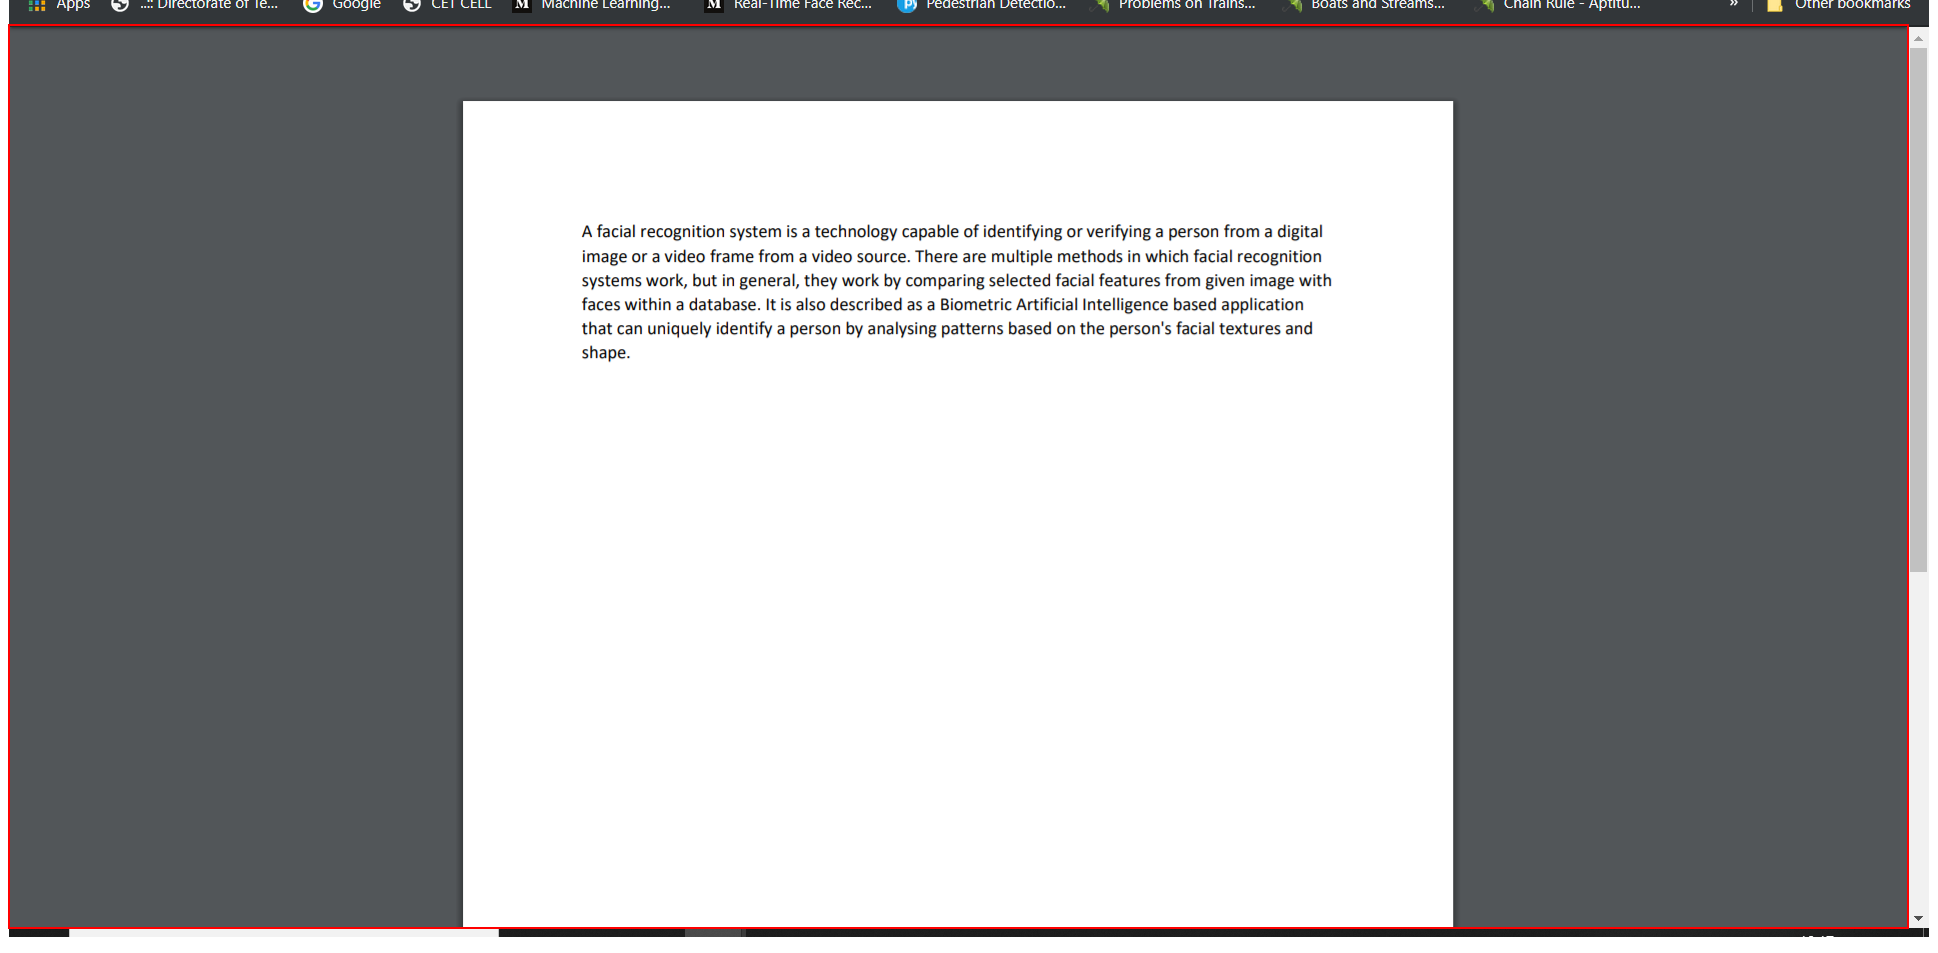 Apps ..:: Directorate of Te... Google CET CELL Machine Learning... Real-Time Face Rec... Pedestrian Detectio... Problems on Trains... Boats and Streams... Chain Rule - Aptitu... » Other bookmarks
A facial recognition system is a technology capable of identifying or verifying a person from a digital
image or a video frame from a video source. There are multiple methods in which facial recognition
systems work, but in general, they work by comparing selected facial features from given image with
faces within a database. It is also described as a Biometric Artificial Intelligence based application
that can uniquely identify a person by analysing patterns based on the person's facial textures and
shape.